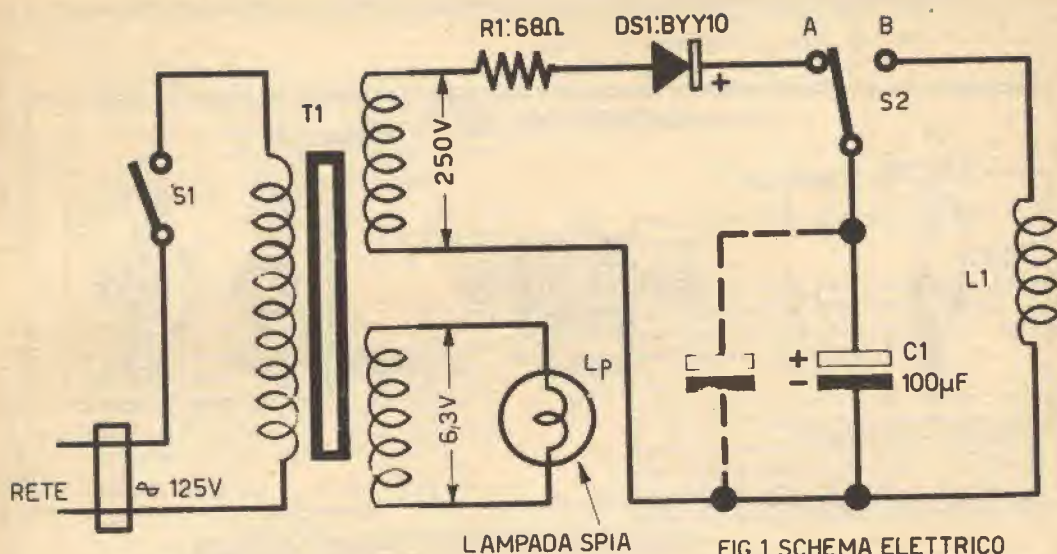 R1:68Ω
DS1:BYY10
A
B
S2
T1
S1
250V
+
L1
C1
+
-
100µF
Lp
6,3V
RETE
125V
LAMPADA SPIA
FIG.1 SCHEMA ELETTRICO